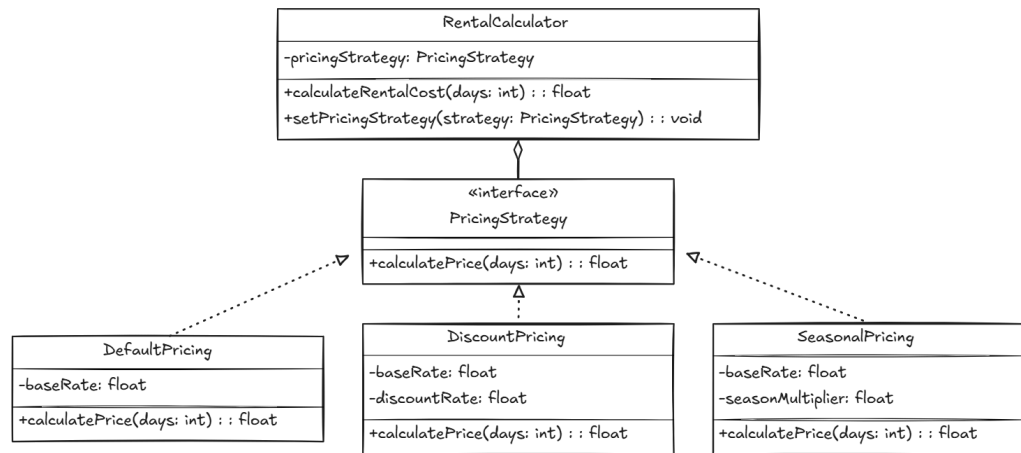 RentalCalculator
-pricingStrategy: PricingStrategy
+calculateRentalCost(days: int) : : float
+setPricingStrategy(strategy: PricingStrategy) : : void
«interface»
PricingStrategy
+calculatePrice(days: int) : : float
DefaultPricing
-baseRate: float
+calculatePrice(days: int) : : float
DiscountPricing
-baseRate: float
-discountRate: float
+calculatePrice(days: int) : : float
SeasonalPricing
-baseRate: float
-seasonMultiplier: float
+calculatePrice(days: int) : : float